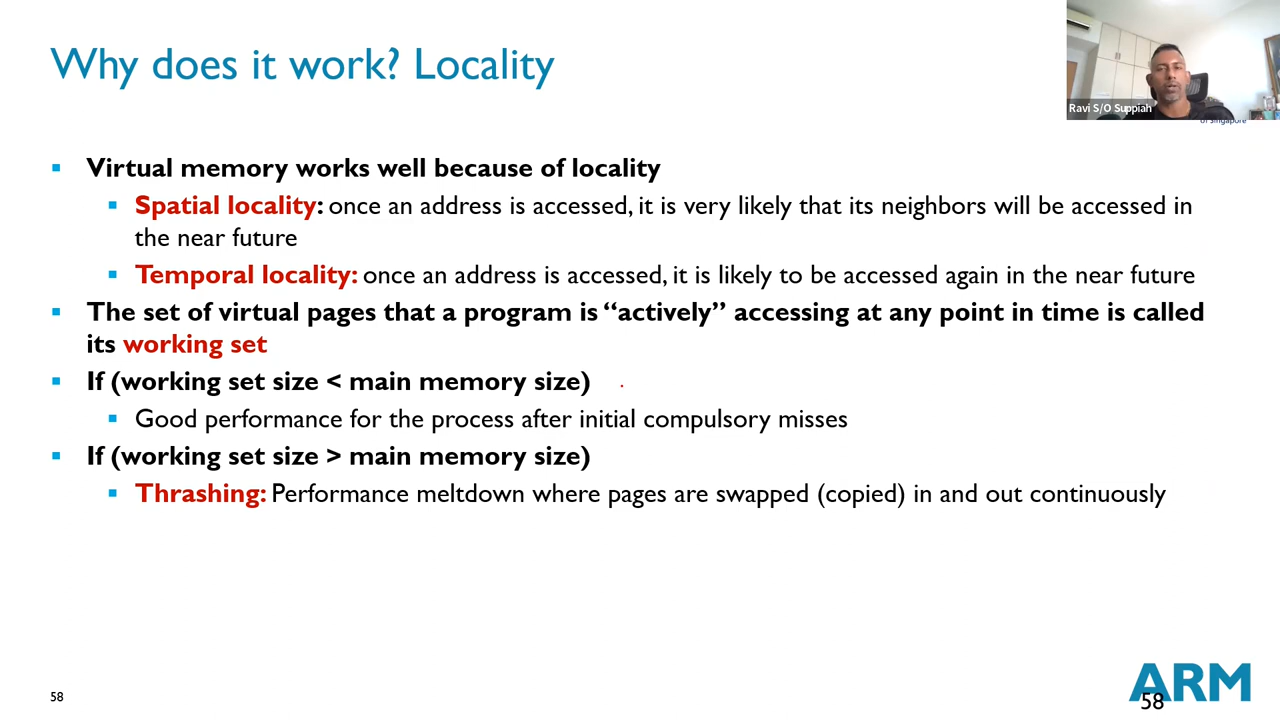 Why does it work? Locality
Ravi S/O Suppiah
of Singapore
Virtual memory works well because of locality
Spatial locality: once an address is accessed, it is very likely that its neighbors will be accessed in
the near future
Temporal locality: once an address is accessed, it is likely to be accessed again in the near future
The set of virtual pages that a program is “actively” accessing at any point in time is called
its working set
If (working set size < main memory size)
Good performance for the process after initial compulsory misses
If (working set size > main memory size)
Thrashing: Performance meltdown where pages are swapped (copied) in and out continuously
58
ARM
58